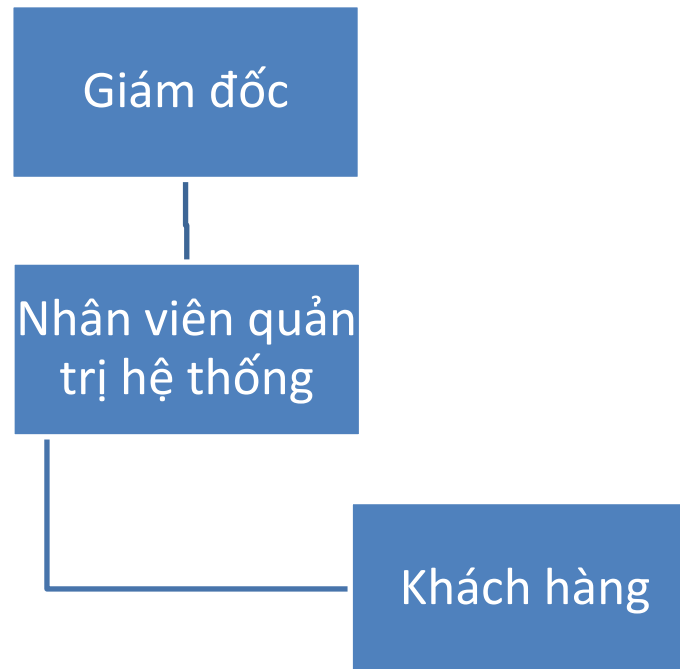 Giám đốc
Nhân viên quản
trị hệ thống
Khách hàng